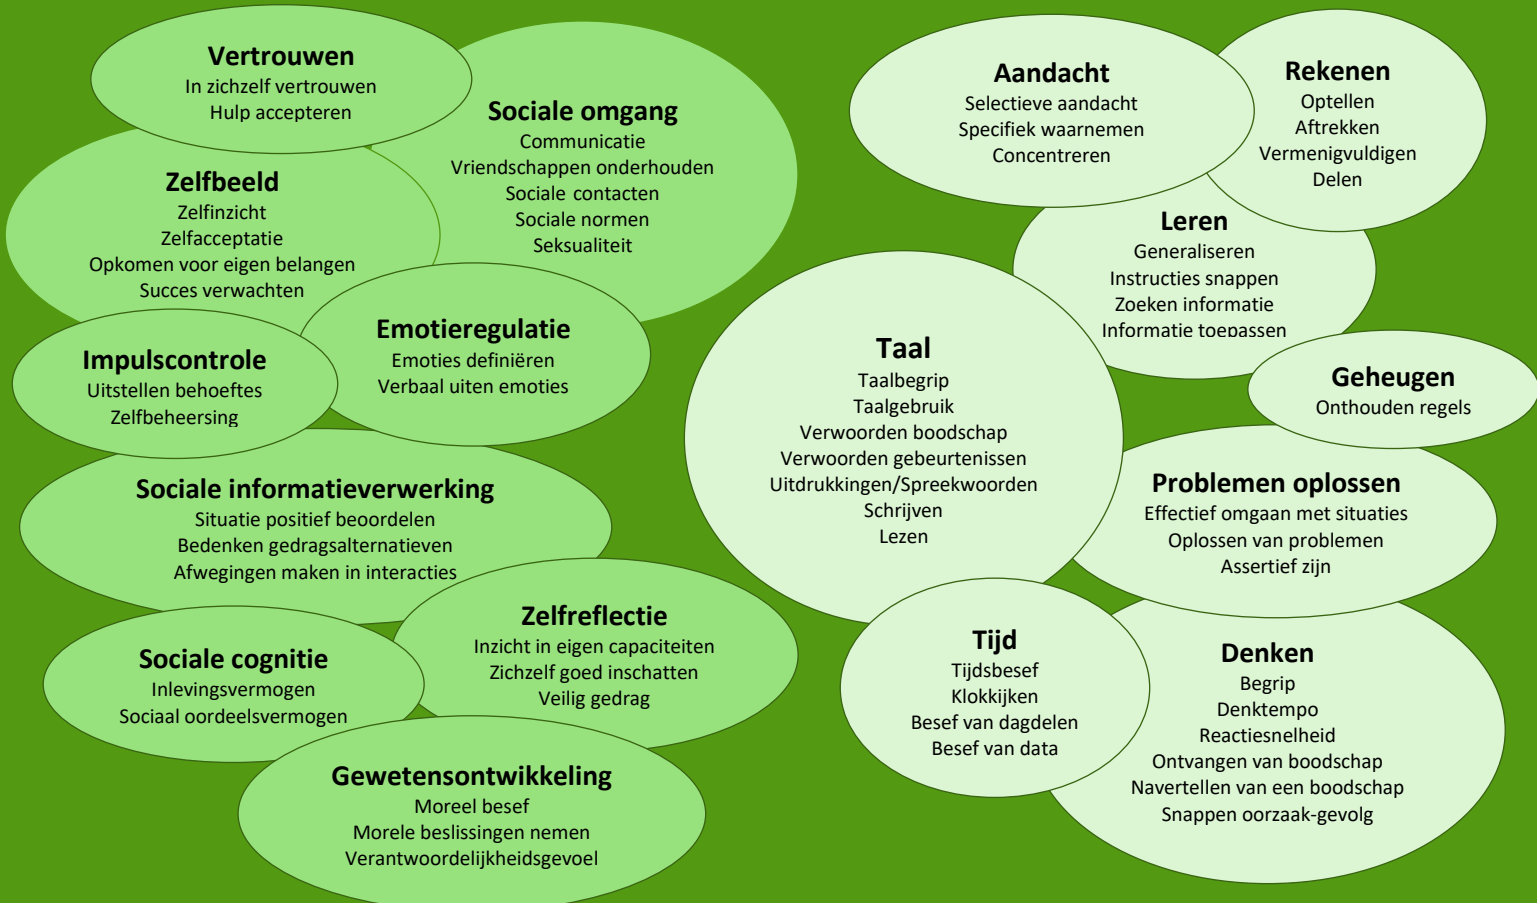 Vertrouwen
In zichzelf vertrouwen
Hulp accepteren
Sociale omgang
Communicatie
Vriendschappen onderhouden
Sociale contacten
Sociale normen
Seksualiteit
Zelfbeeld
Zelfinzicht
Zelfacceptatie
Opkomen voor eigen belangen
Succes verwachten
Emotieregulatie
Emoties definiëren
Verbaal uiten emoties
Impulscontrole
Uitstellen behoeftes
Zelfbeheersing
Sociale informatieverwerking
Situatie positief beoordelen
Bedenken gedragsalternatieven
Afwegingen maken in interacties
Zelfreflectie
Inzicht in eigen capaciteiten
Zichzelf goed inschatten
Veilig gedrag
Sociale cognitie
Inlevingsvermogen
Sociaal oordeelsvermogen
Gewetensontwikkeling
Moreel besef
Morele beslissingen nemen
Verantwoordelijkheidsgevoel
Aandacht
Selectieve aandacht
Specifiek waarnemen
Concentreren
Rekenen
Optellen
Aftrekken
Vermenigvuldigen
Delen
Leren
Generaliseren
Instructies snappen
Zoeken informatie
Informatie toepassen
Taal
Taalbegrip
Taalgebruik
Verwoorden boodschap
Verwoorden gebeurtenissen
Uitdrukkingen/Spreekwoorden
Schrijven
Lezen
Geheugen
Onthouden regels
Problemen oplossen
Effectief omgaan met situaties
Oplossen van problemen
Assertief zijn
Tijd
Tijdsbesef
Klokkijken
Besef van dagdelen
Besef van data
Denken
Begrip
Denktempo
Reactiesnelheid
Ontvangen van boodschap
Navertellen van een boodschap
Snappen oorzaak-gevolg